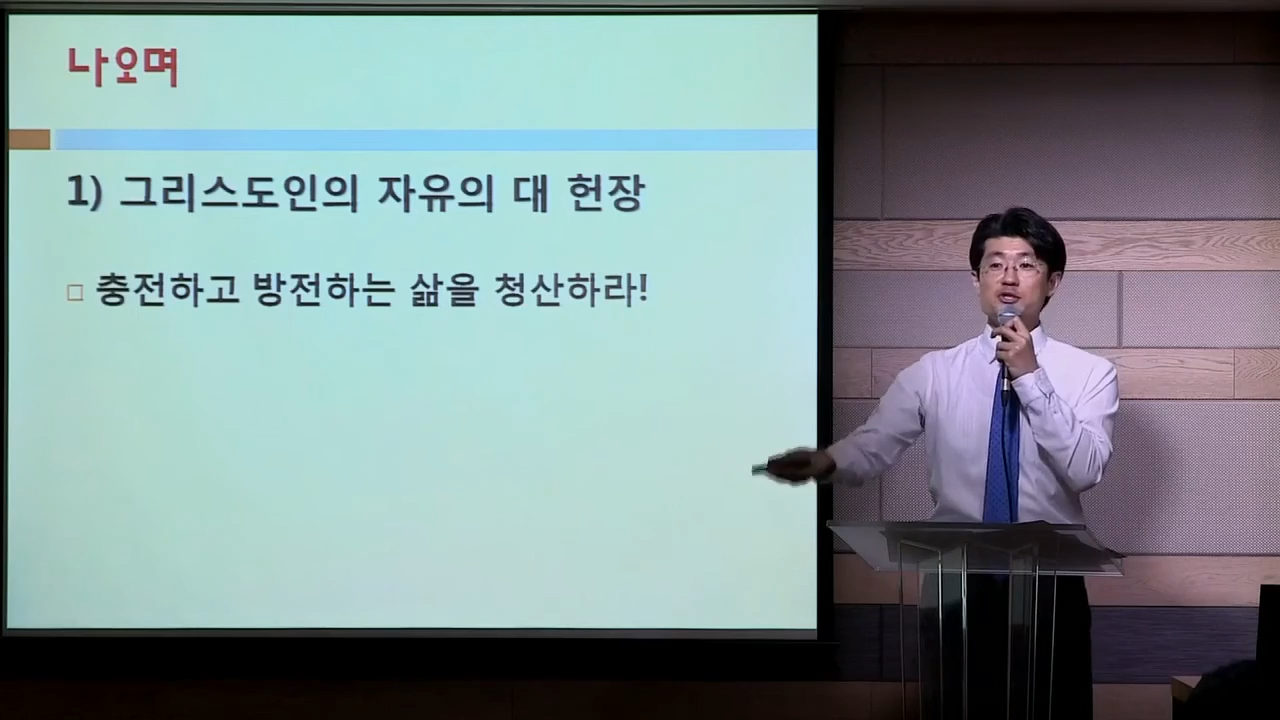 나오며
1) 그리스도인의 자유의 대 헌장
□ 충전하고 방전하는 삶을 청산하라!